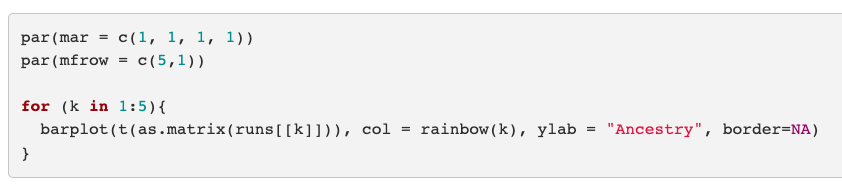 par(mar = c(1, 1, 1, 1))
par(mfrow = c(5,1))

for (k in 1:5){
  barplot(t(as.matrix(runs[[k]])), col = rainbow(k), ylab = "Ancestry", border=NA)
}